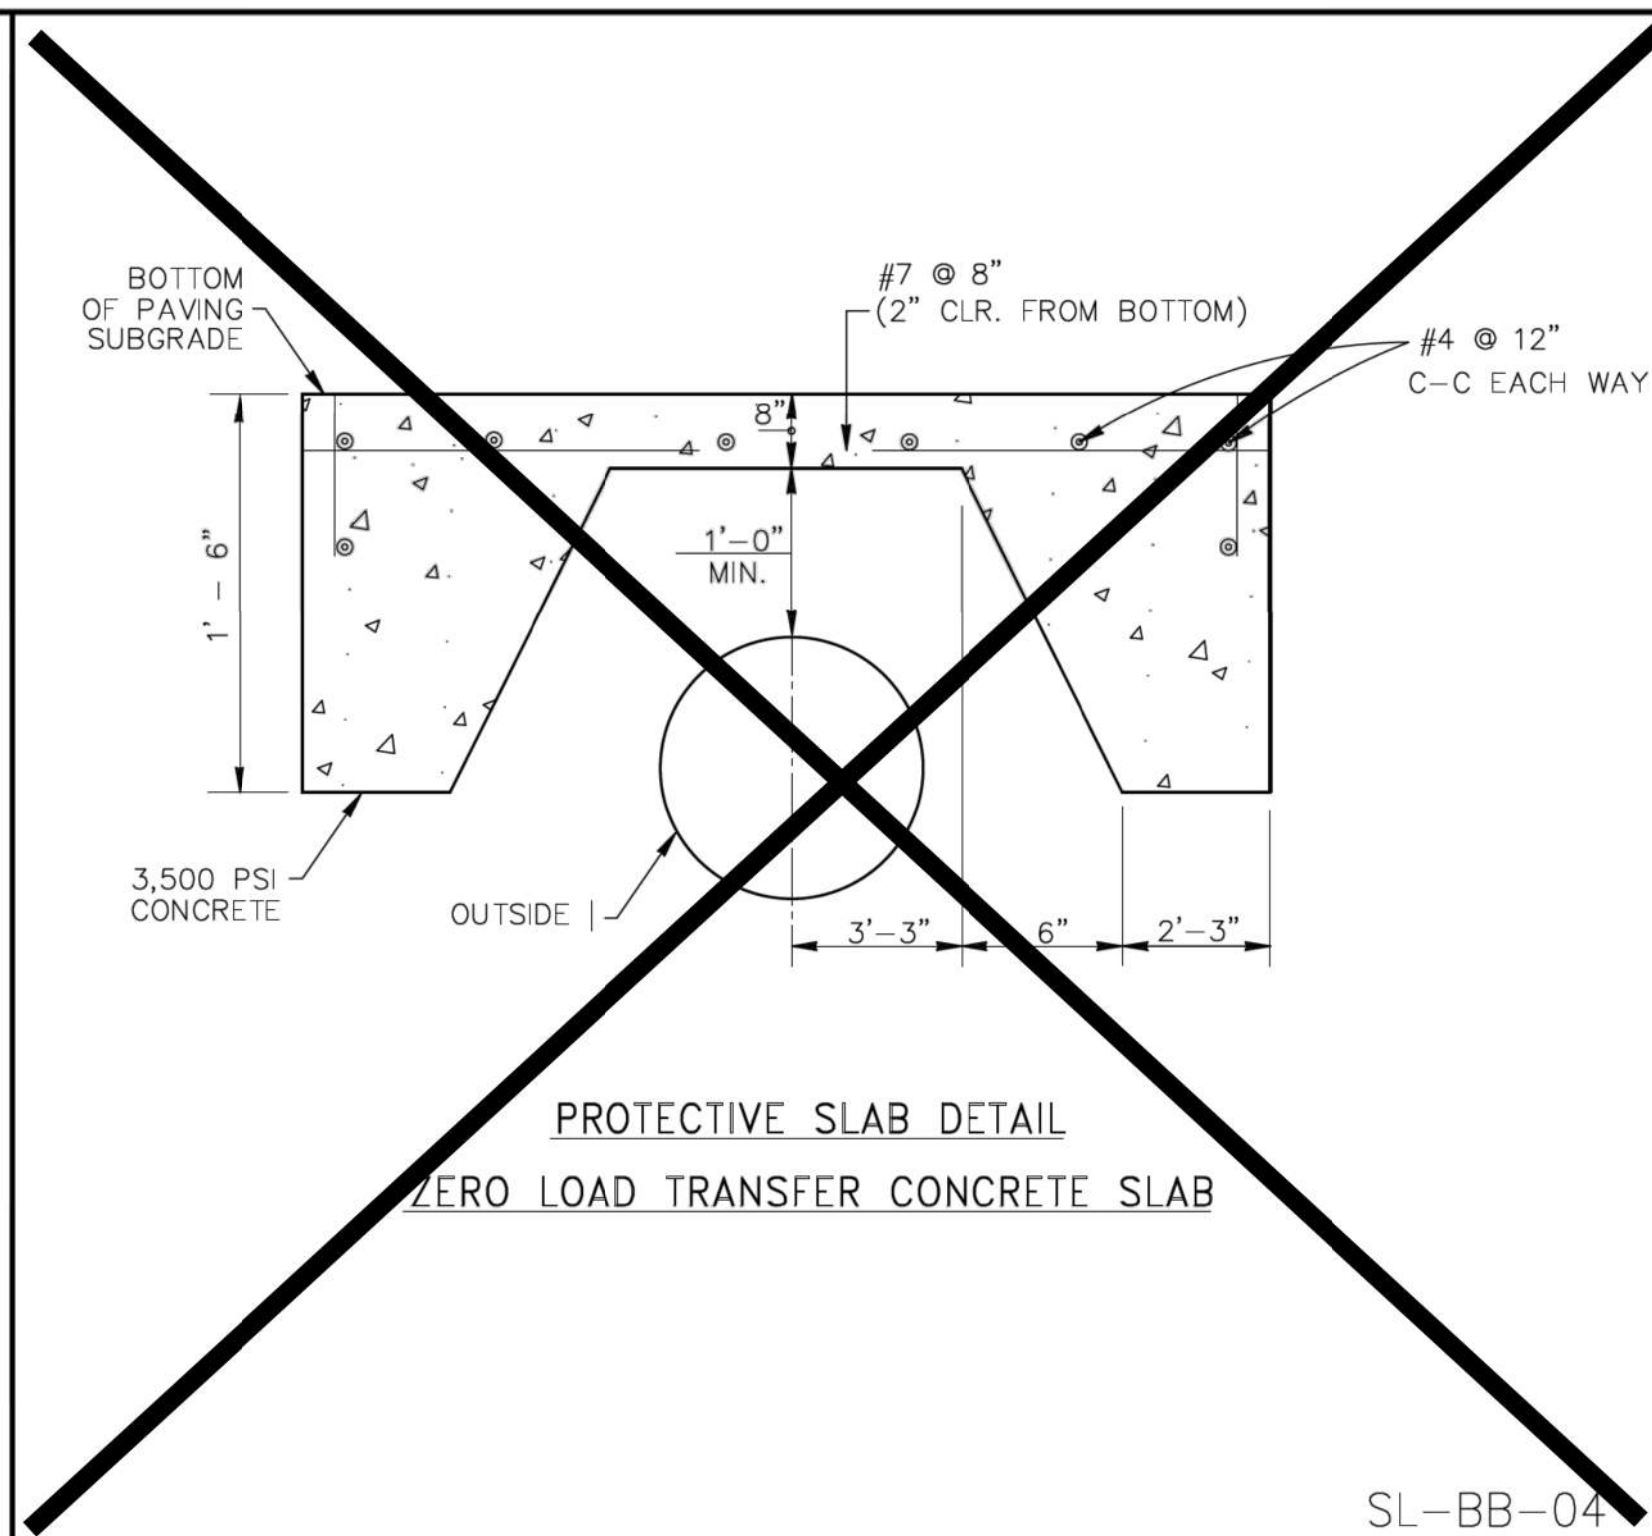 BOTTOM
OF PAVING
SUBGRADE
#7 @ 8”
(2” CLR. FROM BOTTOM)
#4 @ 12”
C-C EACH WAY
8”
1’ - 6”
1’-0”
MIN.
3,500 PSI
CONCRETE
OUTSIDE |
3’-3”
6”
2’-3”
PROTECTIVE SLAB DETAIL
ZERO LOAD TRANSFER CONCRETE SLAB
SL-BB-04